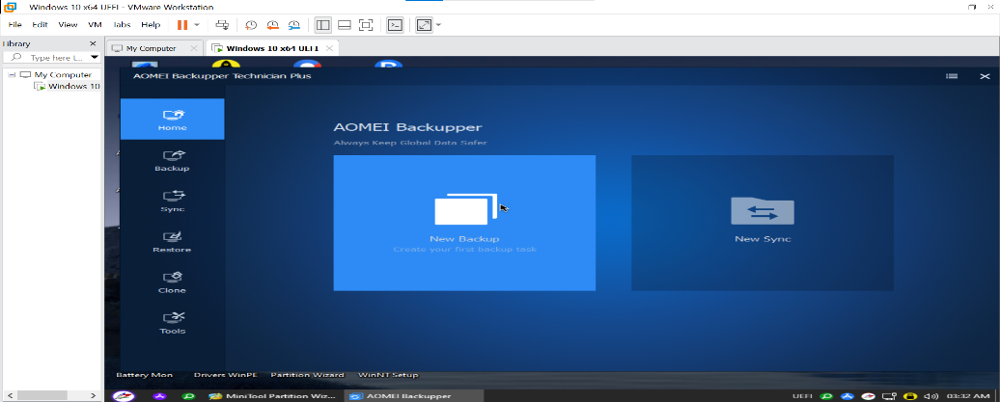 Windows 10 x64 UEFI - VMware Workstation
File Edit View VM Tabs Help
Library
My Computer
Windows 10 x64 UEFI
Type here t...
My Computer
Windows 10
AOMEI Backupper Technician Plus
Home
AOMEI Backupper
Always Keep Global Data Safer
Backup
Sync
New Backup
Create your first backup task
New Sync
Restore
Clone
Tools
Battery Mon
Drivers WinPE
Partition Wizard
WinNT Setup
MiniTool Partition Wiz...
AOMEI Backupper
UEFI
03:32 AM